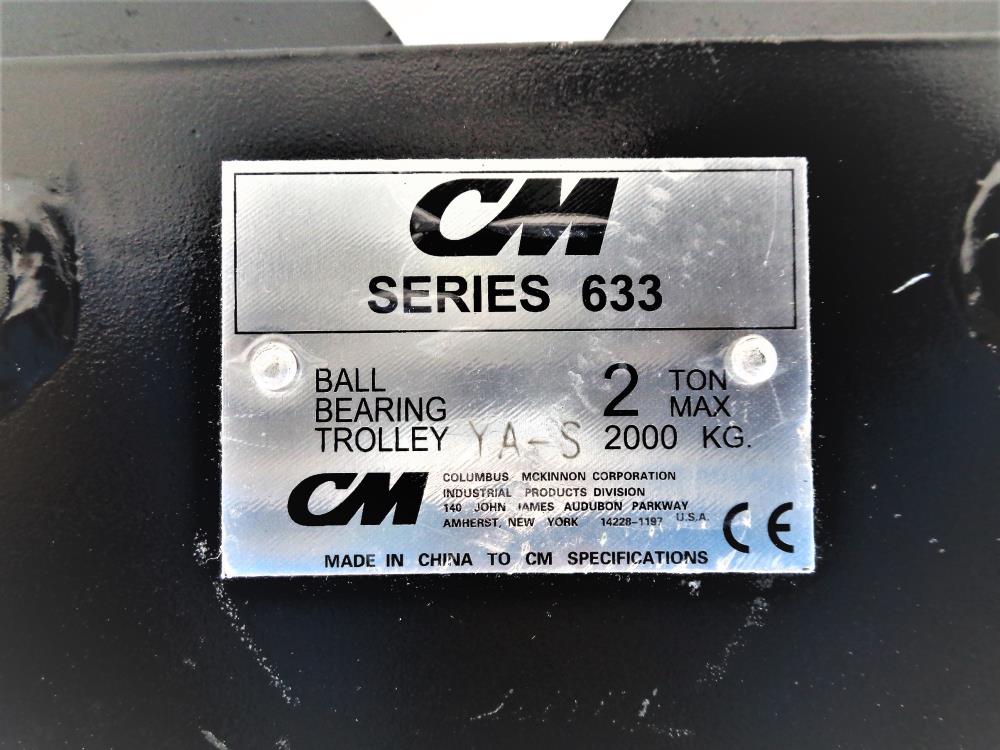 CM
SERIES 633
BALL
BEARING
TROLLEY YA-S
2 TON
MAX
2000 KG.
CM
COLUMBUS MCKINNON CORPORATION
INDUSTRIAL PRODUCTS DIVISION
140 JOHN JAMES AUDUBON PARKWAY
AMHERST, NEW YORK 14228-1197 U.S.A.
CE
MADE IN CHINA TO CM SPECIFICATIONS